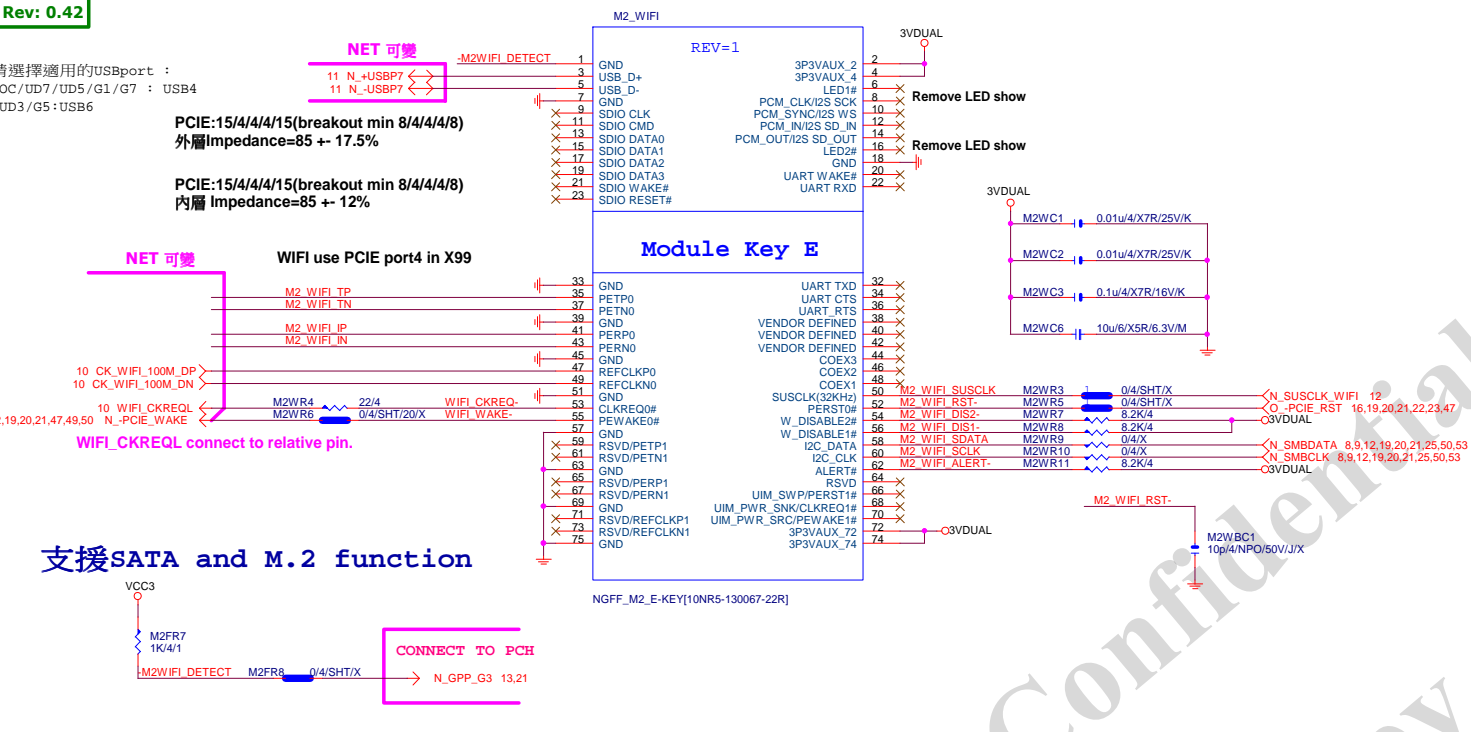 Rev: 0.42
請選擇適用的USBport :
OC/UD7/UD5/G1/G7 : USB4
UD3/G5:USB6
NET 可變
11 N_+USBP7
11 N_-USBP7
-M2WIFI_DETECT
PCIE:15/4/4/4/15(breakout min 8/4/4/4/8)
外層Impedance=85 +- 17.5%
PCIE:15/4/4/4/15(breakout min 8/4/4/4/8)
內層 Impedance=85 +- 12%
M2_WIFI
REV=1
1 GND
3 USB_D+
5 USB_D-
7 GND
9 SDIO CLK
11 SDIO CMD
13 SDIO DATA0
15 SDIO DATA1
17 SDIO DATA2
19 SDIO DATA3
21 SDIO WAKE#
23 SDIO RESET#
3VDUAL
3P3VAUX_2 2
3P3VAUX_4 4
LED1# 6
PCM_CLK/I2S SCK 8
PCM_SYNC/I2S WS 10
PCM_IN/I2S SD_IN 12
PCM_OUT/I2S SD_OUT 14
LED2# 16
GND 18
UART WAKE# 20
UART RXD 22
Remove LED show
Remove LED show
Module Key E
NET 可變
WIFI use PCIE port4 in X99
M2_WIFI_TP
M2_WIFI_TN
M2_WIFI_IP
M2_WIFI_IN
10 CK_WIFI_100M_DP
10 CK_WIFI_100M_DN
10 WIFI_CKREQL M2WR4 22/4 WIFI_CKREQ-
,19,20,21,47,49,50 N_-PCIE_WAKE M2WR6 0/4/SHT/20/X WIFI_WAKE-
WIFI_CKREQL connect to relative pin.
33 GND
35 PETP0
37 PETN0
39 GND
41 PERP0
43 PERN0
45 GND
47 REFCLKP0
49 REFCLKN0
51 GND
53 CLKREQ0#
55 PEWAKE0#
57 GND
59 RSVD/PETP1
61 RSVD/PETN1
63 GND
65 RSVD/PERP1
67 RSVD/PERN1
69 GND
71 RSVD/REFCLKP1
73 RSVD/REFCLKN1
75 GND
UART TXD 32
UART CTS 34
UART_RTS 36
VENDOR DEFINED 38
VENDOR DEFINED 40
VENDOR DEFINED 42
COEX3 44
COEX2 46
COEX1 48
SUSCLK(32KHz) 50
PERST0# 52
W_DISABLE2# 54
W_DISABLE1# 56
I2C_DATA 58
I2C_CLK 60
ALERT# 62
RSVD 64
UIM_SWP/PERST1# 66
UIM_PWR_SNK/CLKREQ1# 68
UIM_PWR_SRC/PEWAKE1# 70
3P3VAUX_72 72
3P3VAUX_74 74
3VDUAL
NGFF_M2_E-KEY[10NR5-130067-22R]
3VDUAL
M2WC1 0.01u/4/X7R/25V/K
M2WC2 0.01u/4/X7R/25V/K
M2WC3 0.1u/4/X7R/16V/K
M2WC6 10u/6/X5R/6.3V/M
M2_WIFI_SUSCLK M2WR3 1 0/4/SHT/X N_SUSCLK_WIFI 12
M2_WIFI_RST- M2WR5 0/4/SHT/X O_-PCIE_RST 16,19,20,21,22,23,47
M2_WIFI_DIS2- M2WR7 8.2K/4 3VDUAL
M2_WIFI_DIS1- M2WR8 8.2K/4
M2_WIFI_SDATA M2WR9 0/4/X N_SMBDATA 8,9,12,19,20,21,25,50,53
M2_WIFI_SCLK M2WR10 0/4/X N_SMBCLK 8,9,12,19,20,21,25,50,53
M2_WIFI_ALERT- M2WR11 8.2K/4 3VDUAL
M2_WIFI_RST-
M2WBC1
10p/4/NPO/50V/J/X
支援SATA and M.2 function
VCC3
M2FR7
1K/4/1
-M2WIFI_DETECT M2FR8 0/4/SHT/X
CONNECT TO PCH
N_GPP_G3 13,21
Confidential